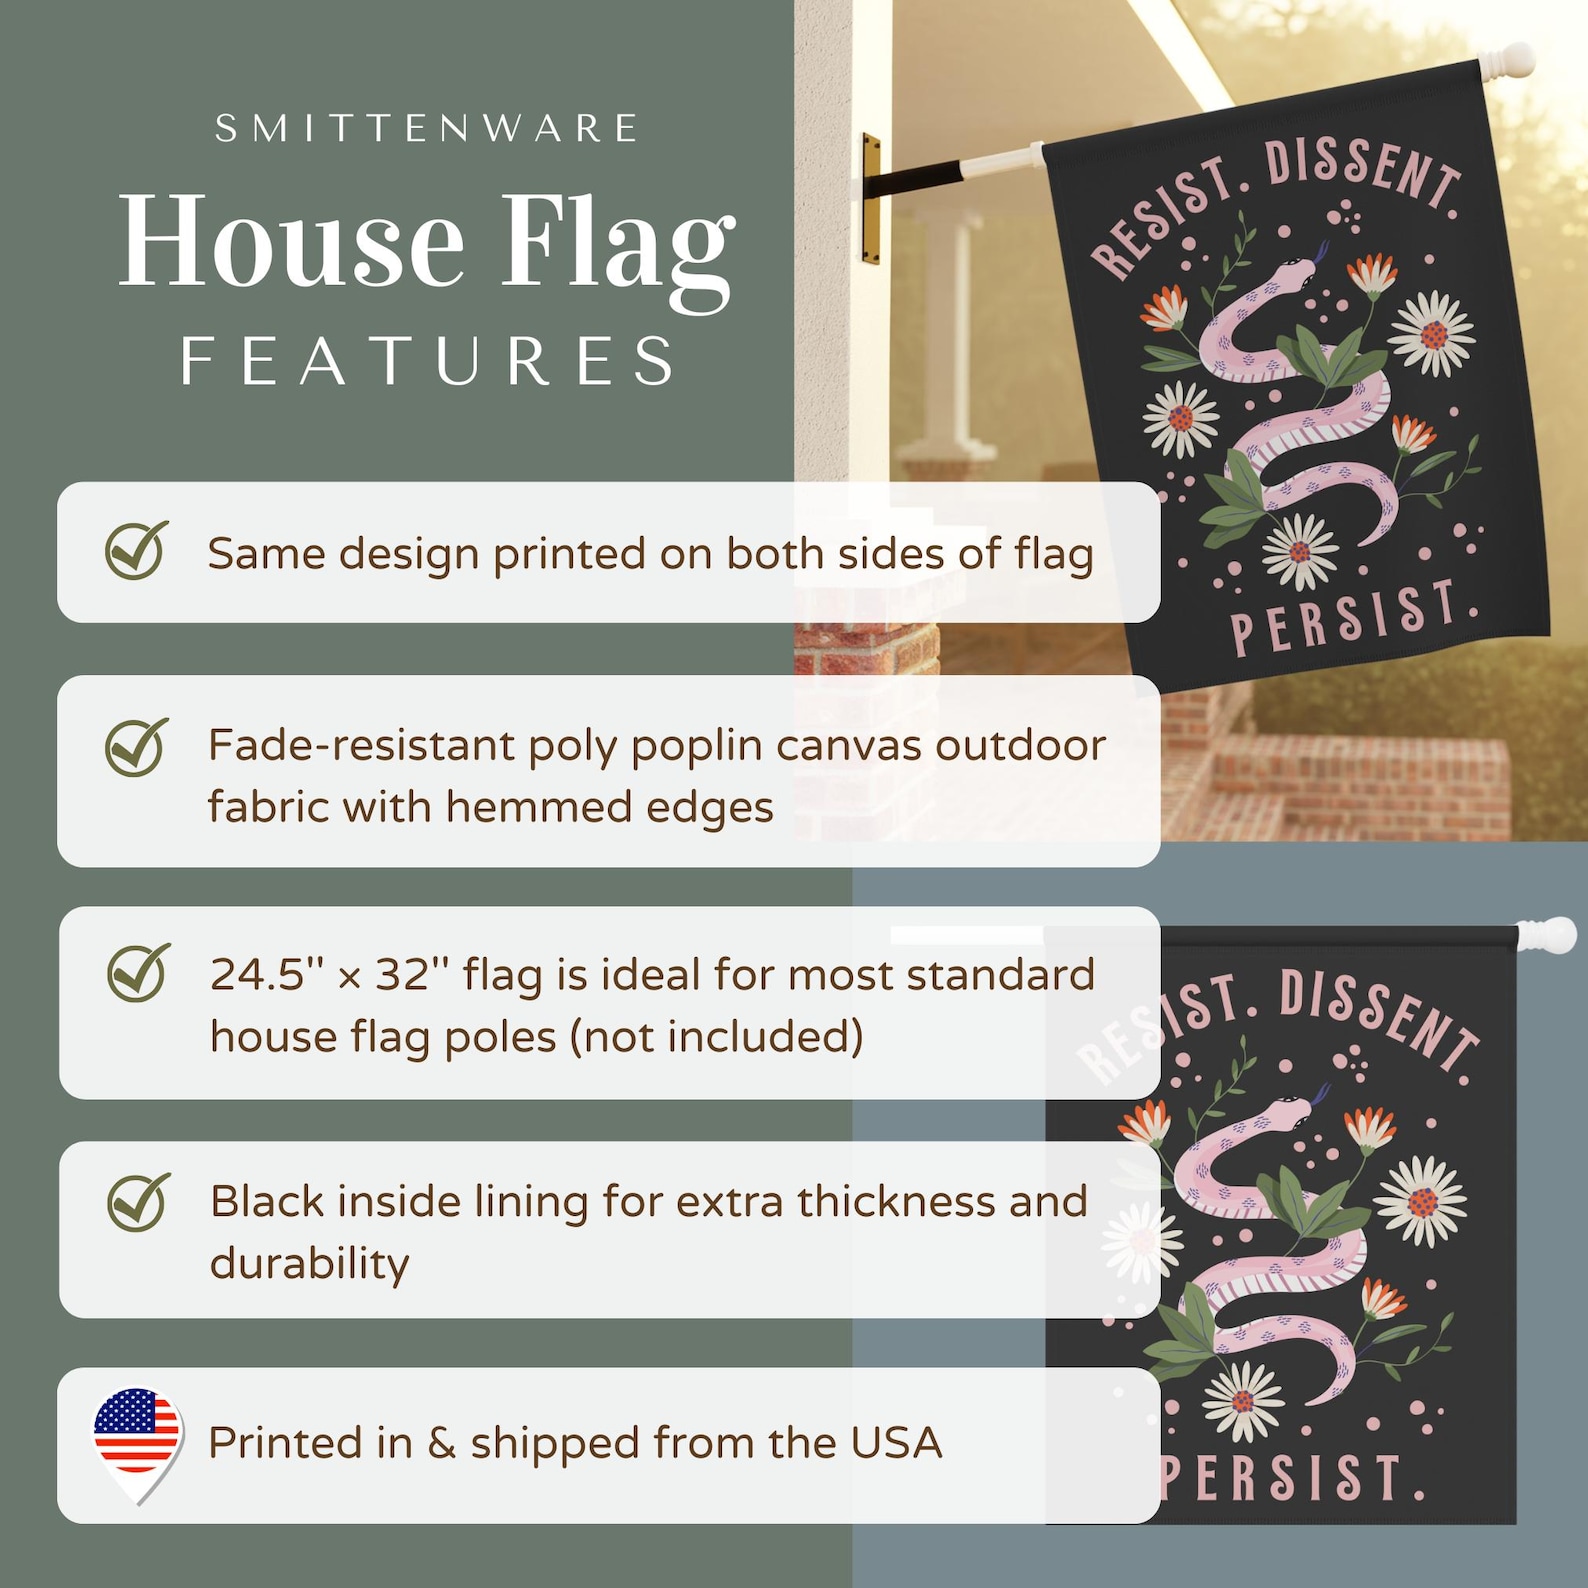 SMITTENWARE
House Flag
FEATURES
Same design printed on both sides of flag
Fade-resistant poly poplin canvas outdoor
fabric with hemmed edges
24.5" × 32" flag is ideal for most standard
house flag poles (not included)
Black inside lining for extra thickness and
durability
Printed in & shipped from the USA
RESIST. DISSENT.
PERSIST.
RESIST. DISSENT.
PERSIST.